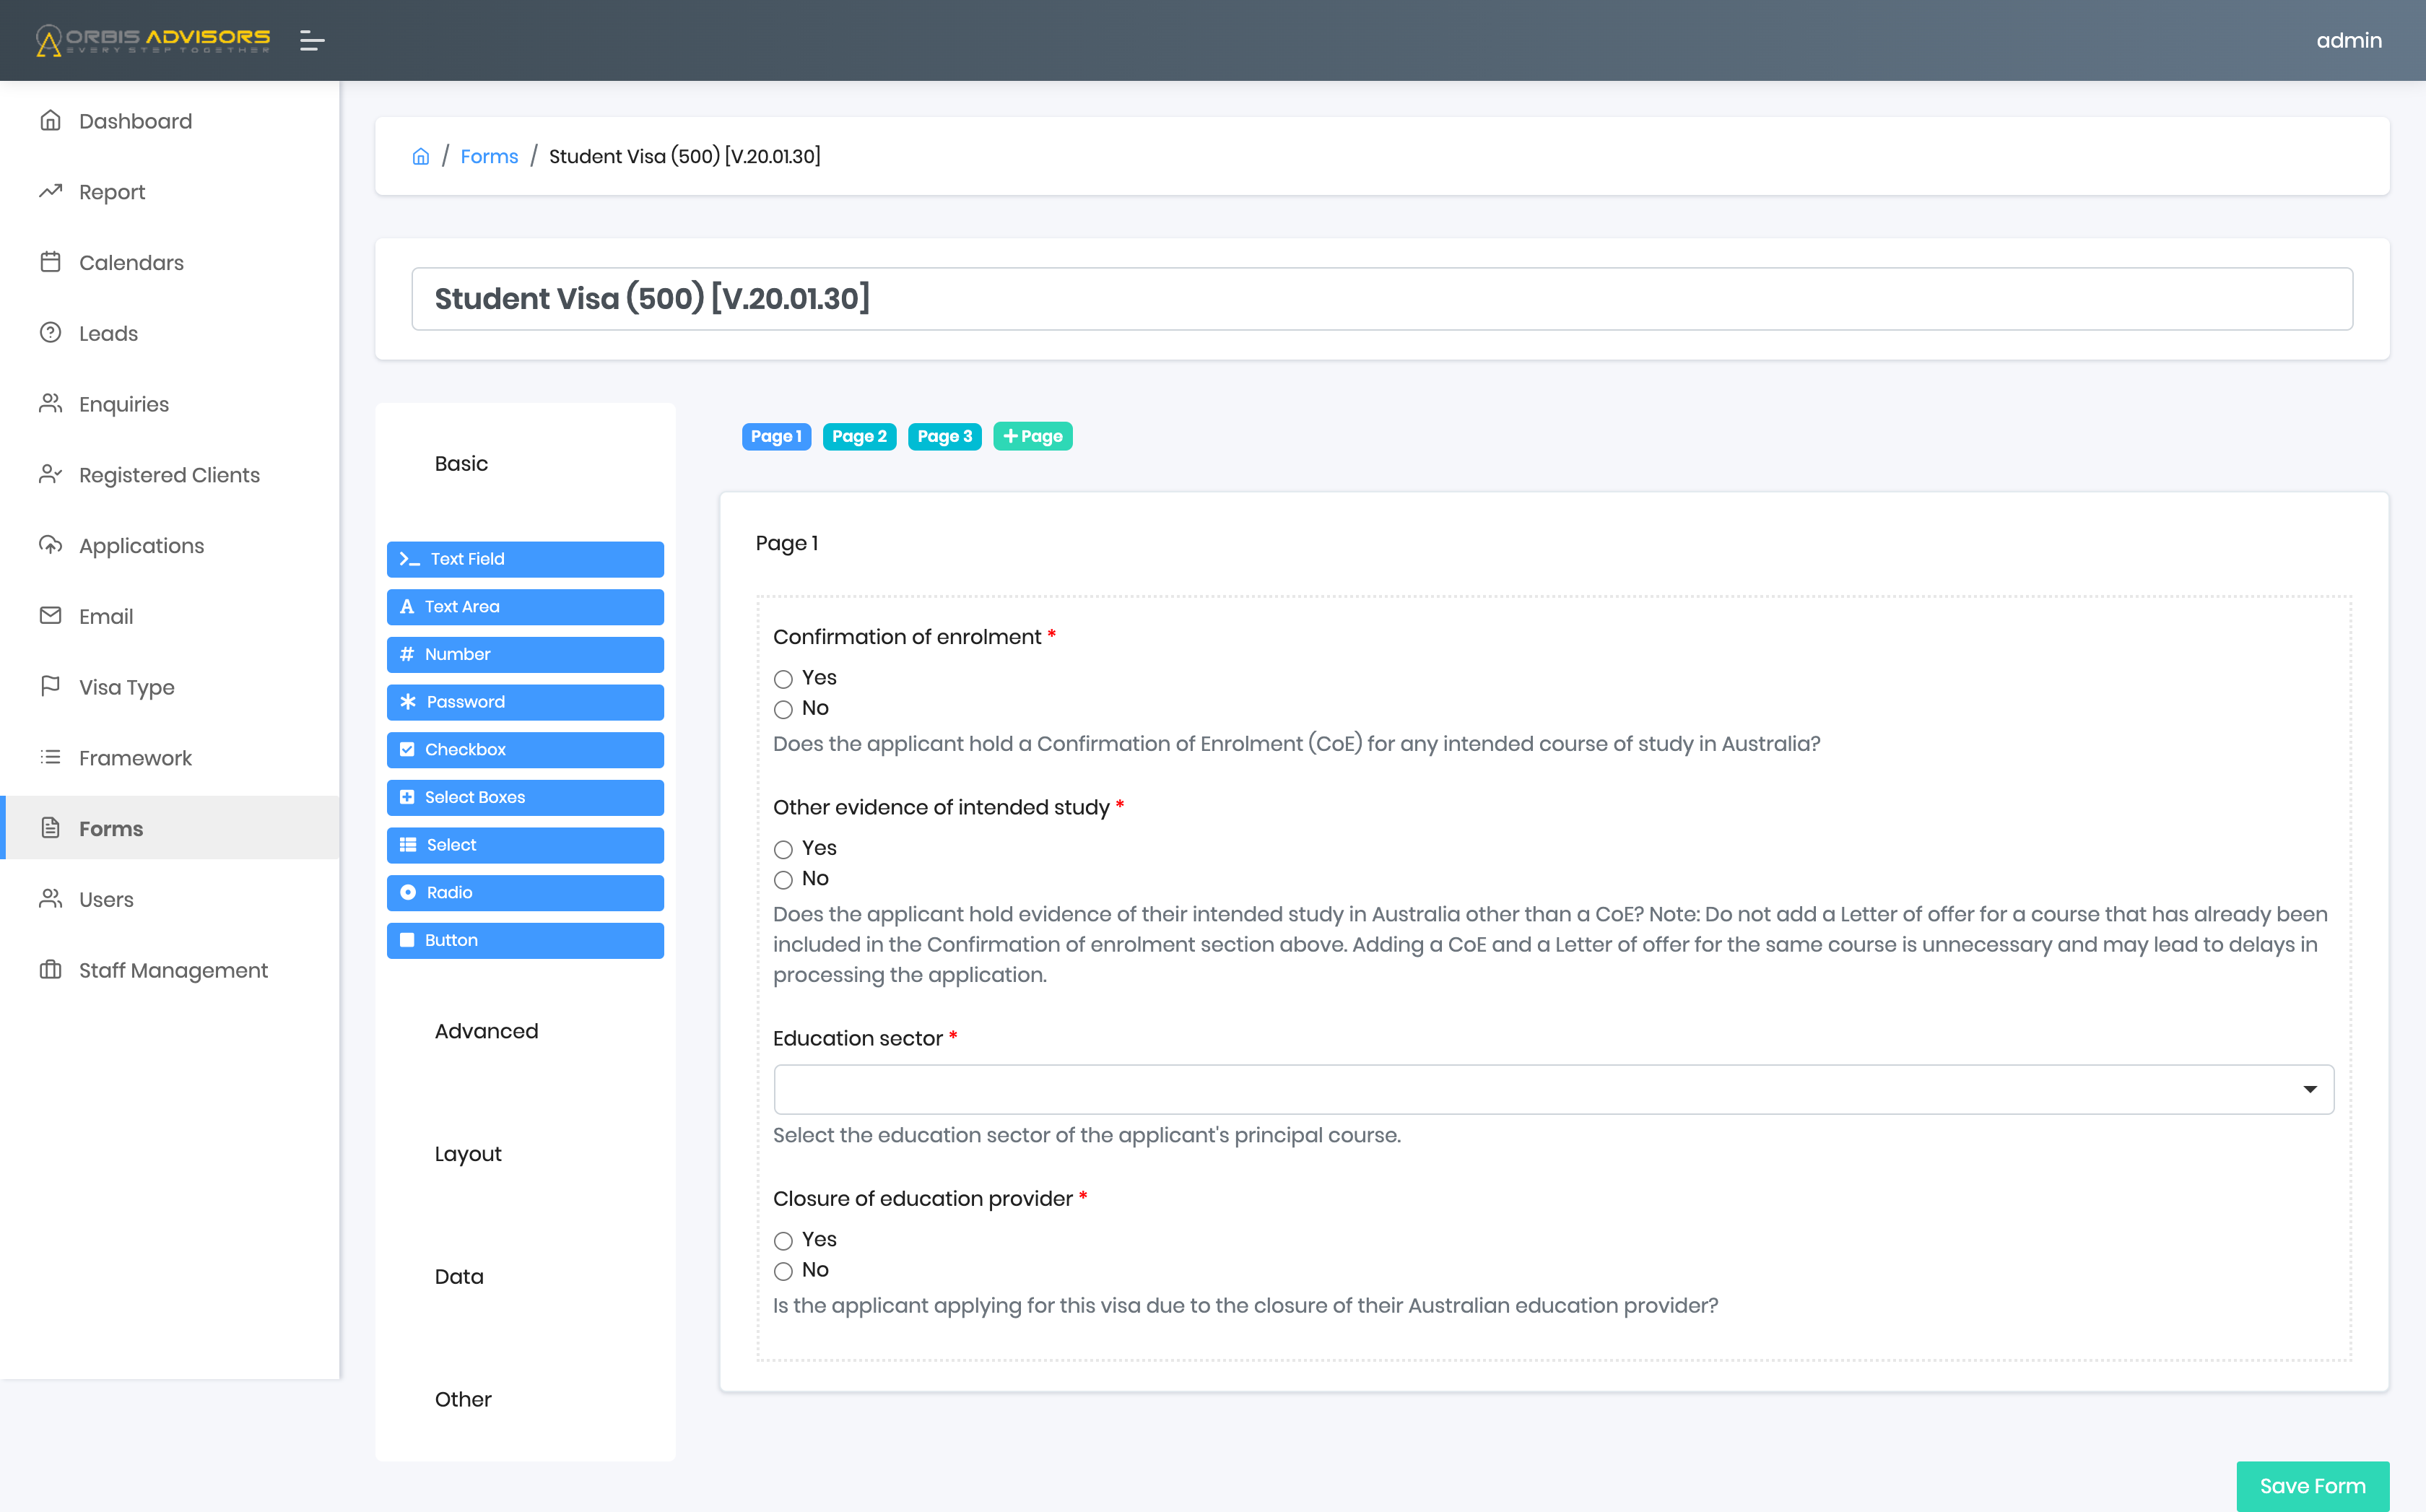 ORBIS ADVISORS
EVERY STEP TOGETHER
admin
Dashboard
Report
Calendars
Leads
Enquiries
Registered Clients
Applications
Email
Visa Type
Framework
Forms
Users
Staff Management
/ Forms / Student Visa (500) [V.20.01.30]
Student Visa (500) [V.20.01.30]
Basic
Text Field
Text Area
Number
Password
Checkbox
Select Boxes
Select
Radio
Button
Advanced
Layout
Data
Other
Page 1 Page 2 Page 3 + Page
Page 1
Confirmation of enrolment *
Yes
No
Does the applicant hold a Confirmation of Enrolment (CoE) for any intended course of study in Australia?
Other evidence of intended study *
Yes
No
Does the applicant hold evidence of their intended study in Australia other than a CoE? Note: Do not add a Letter of offer for a course that has already been
included in the Confirmation of enrolment section above. Adding a CoE and a Letter of offer for the same course is unnecessary and may lead to delays in
processing the application.
Education sector *
Select the education sector of the applicant's principal course.
Closure of education provider *
Yes
No
Is the applicant applying for this visa due to the closure of their Australian education provider?
Save Form